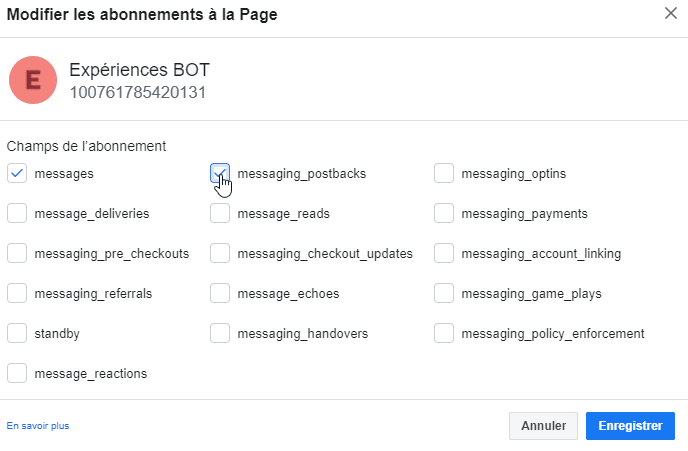 Modifier les abonnements à la Page
E
Expériences BOT
100761785420131
Champs de l’abonnement
messages messaging_postbacks messaging_optins
message_deliveries message_reads messaging_payments
messaging_pre_checkouts messaging_checkout_updates messaging_account_linking
messaging_referrals message_echoes messaging_game_plays
standby messaging_handovers messaging_policy_enforcement
message_reactions
En savoir plus Annuler Enregistrer